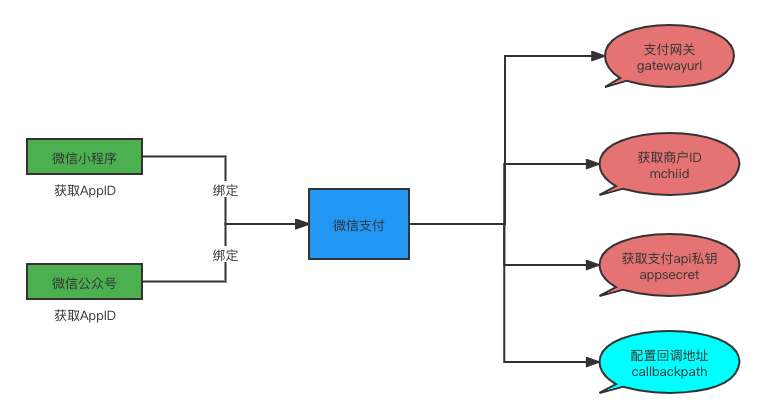 支付网关
gatewayurl
微信小程序
获取AppID
绑定
获取商户ID
mchiid
微信支付
绑定
获取支付api私钥
appsecret
微信公众号
获取AppID
配置回调地址
callbackpath